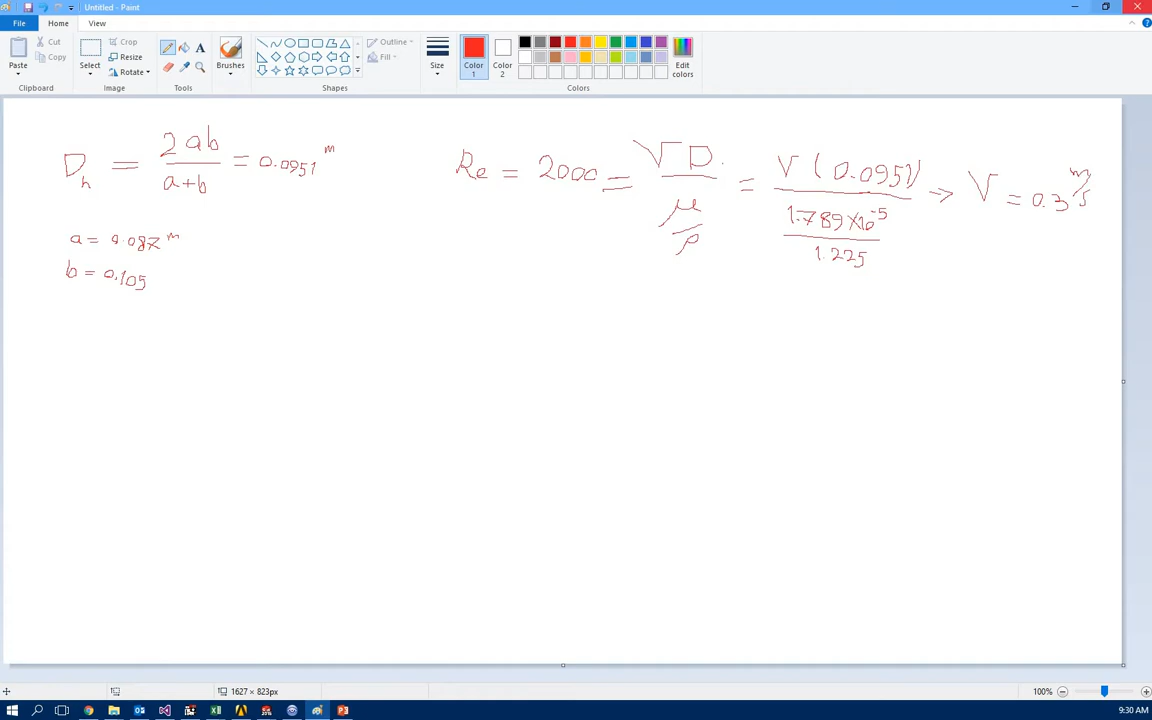 Untitled - Paint
File Home View
Paste Cut Copy Clipboard
Select Crop Resize Rotate Image
Tools
Brushes
Outline Fill Shapes
Size
Color 1 Color 2 Edit colors Colors
D_h = 2ab / a+b = 0.0951 m
a = 0.087 m
b = 0.105
Re = 2000 = VD / (μ / ρ) = V (0.0951) / (1.789×10^-5 / 1.225) → V = 0.3 m/s
1627 × 823px 100%
9:30 AM